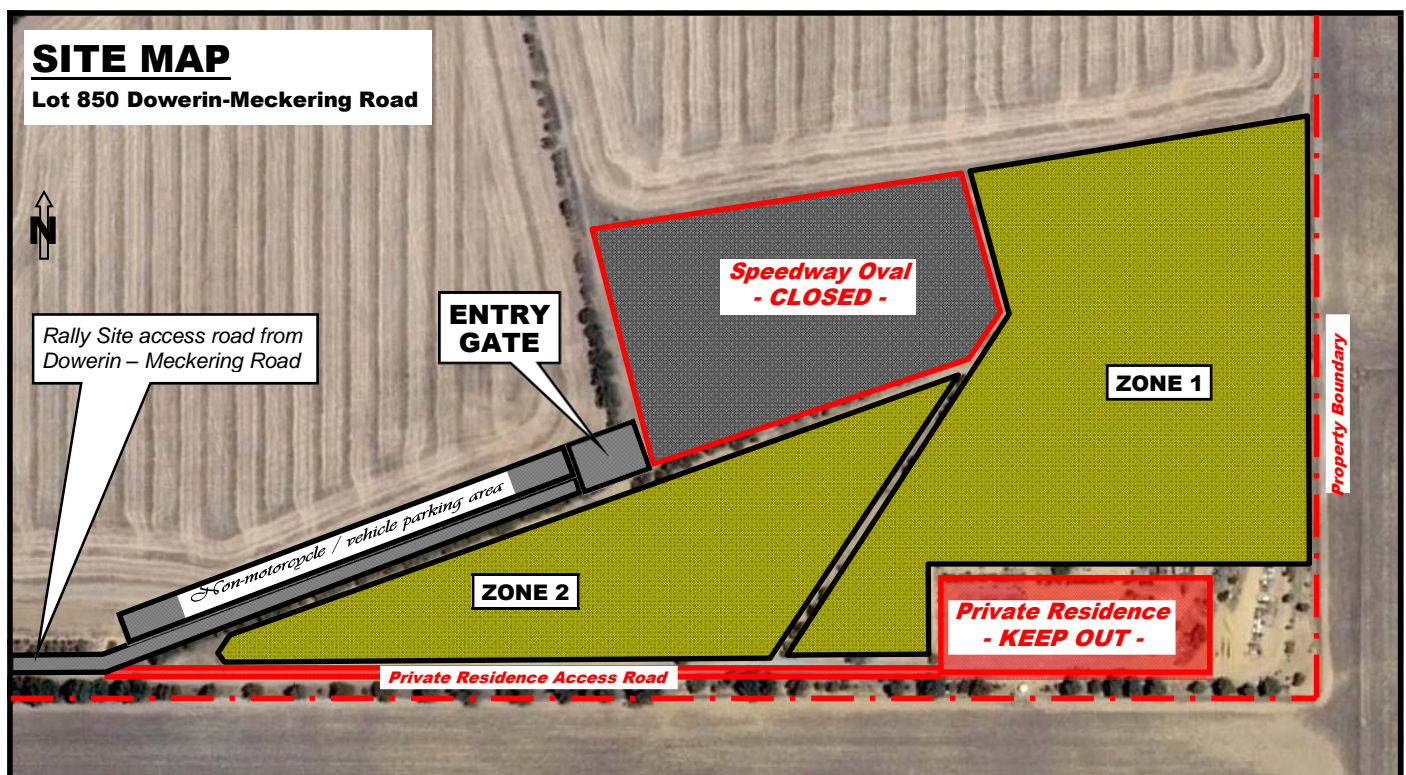 SITE MAP
Lot 850 Dowerin-Meckering Road
N
Rally Site access road from
Dowerin – Meckering Road
ENTRY
GATE
Speedway Oval
- CLOSED -
ZONE 1
Property Boundary
Non-motorcycle / vehicle parking area
ZONE 2
Private Residence
- KEEP OUT -
Private Residence Access Road